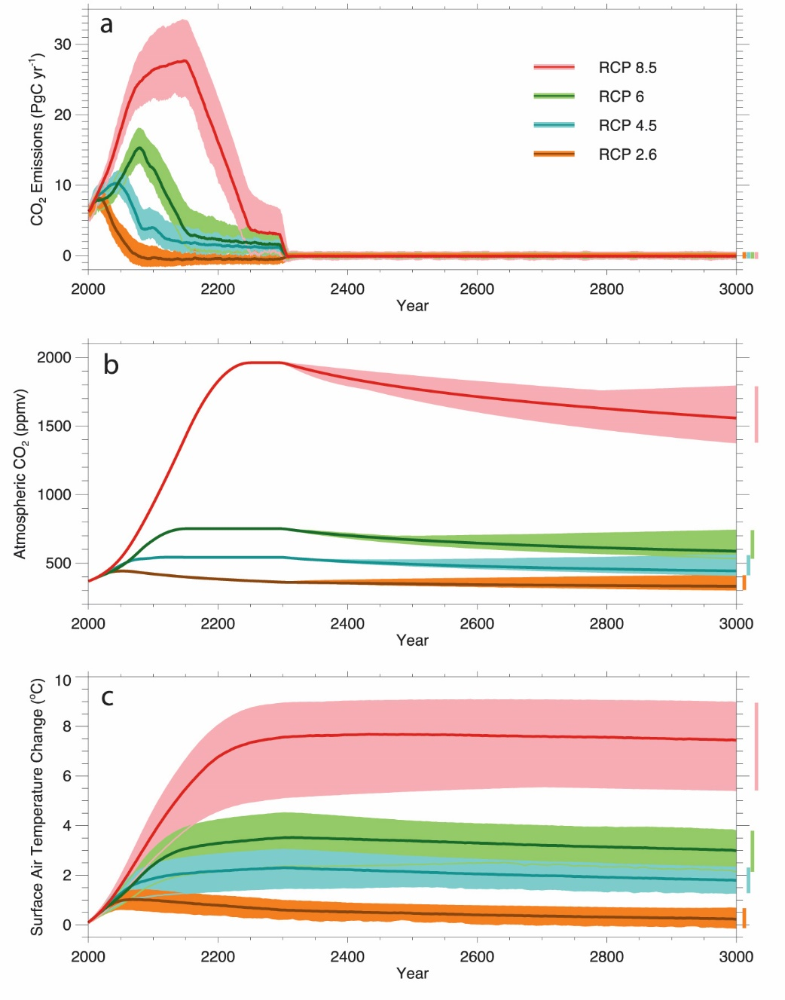 a
CO2 Emissions (PgC yr-1)
30
20
10
0
RCP 8.5
RCP 6
RCP 4.5
RCP 2.6
2000 2200 2400 2600 2800 3000
Year
b
Atmospheric CO2 (ppmv)
2000
1500
1000
500
2000 2200 2400 2600 2800 3000
Year
c
Surface Air Temperature Change (ºC)
10
8
6
4
2
0
2000 2200 2400 2600 2800 3000
Year